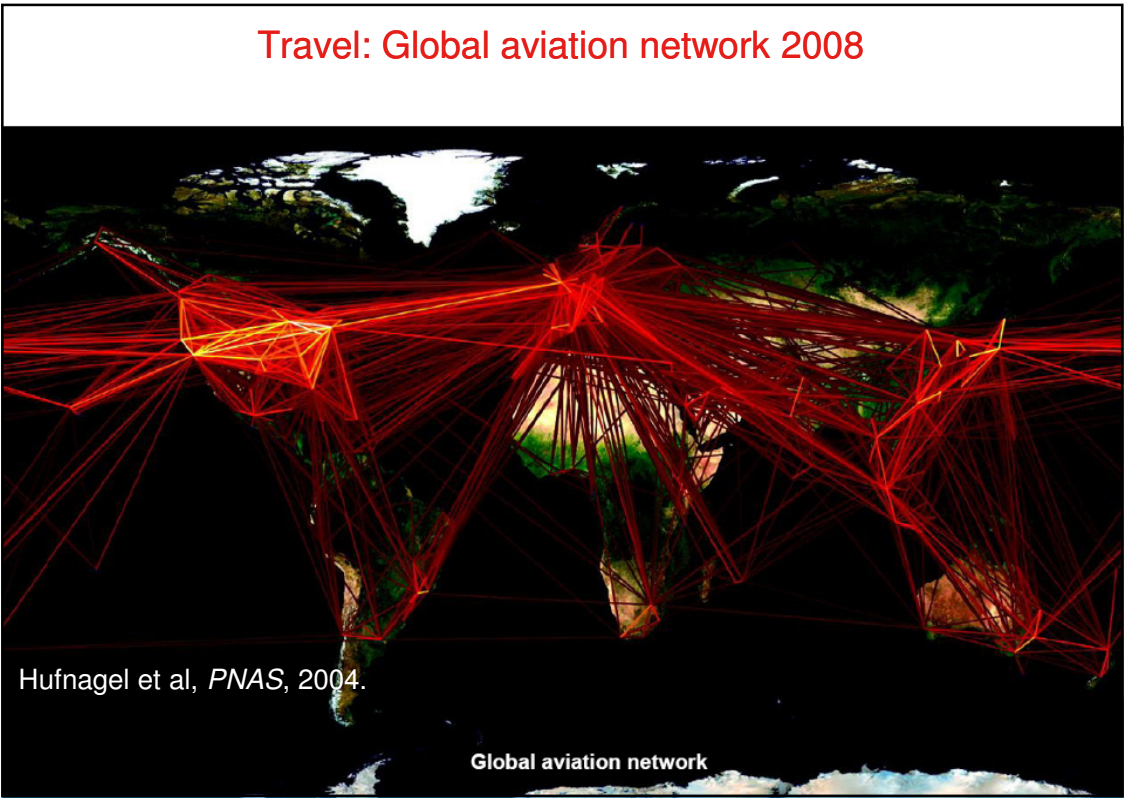 Travel: Global aviation network 2008
Hufnagel et al, PNAS, 2004.
Global aviation network